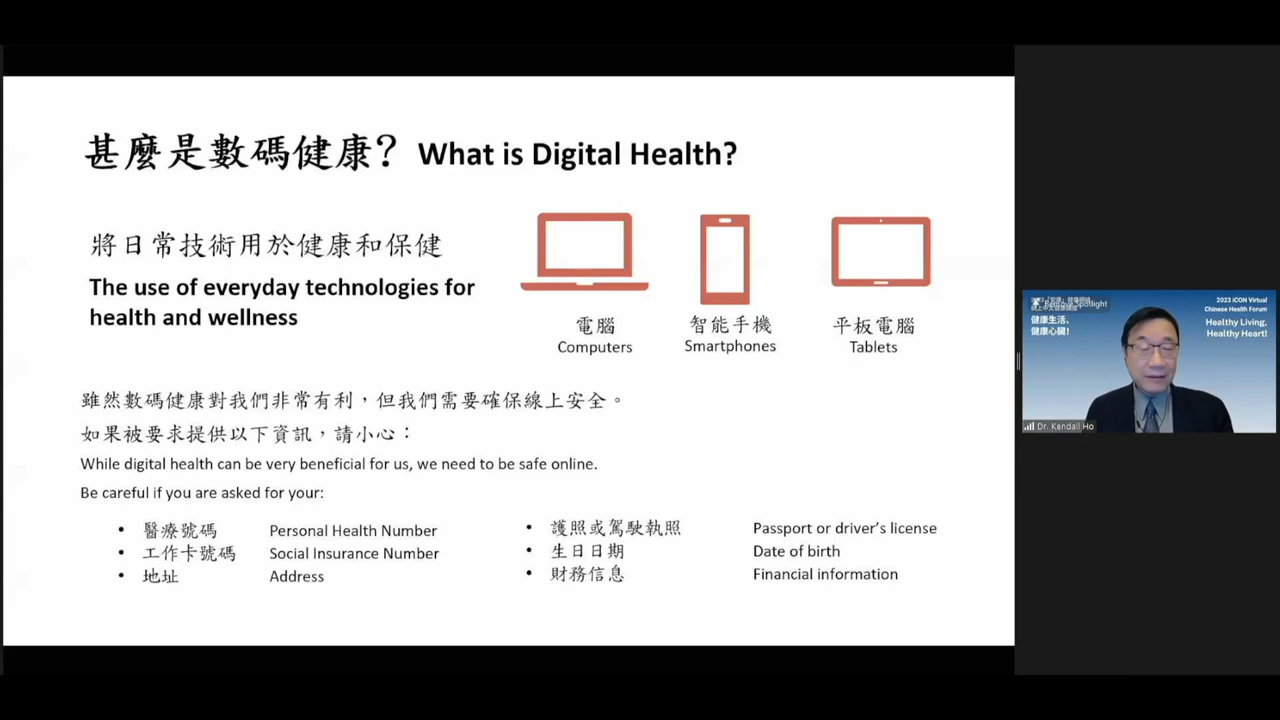 甚麼是數碼健康？ What is Digital Health?
將日常技術用於健康和保健
The use of everyday technologies for
health and wellness
電腦
Computers
智能手機
Smartphones
平板電腦
Tablets
雖然數碼健康對我們非常有利，但我們需要確保線上安全。
如果被要求提供以下資訊，請小心：
While digital health can be very beneficial for us, we need to be safe online.
Be careful if you are asked for your:
• 醫療號碼 Personal Health Number
• 工作卡號碼 Social Insurance Number
• 地址 Address
• 護照或駕駛執照 Passport or driver's license
• 生日日期 Date of birth
• 財務信息 Financial information
Spotlight
健康生活、
健康心臟!
2023 iCON Virtual
Chinese Health Forum
Healthy Living,
Healthy Heart!
Dr. Kendall Ho